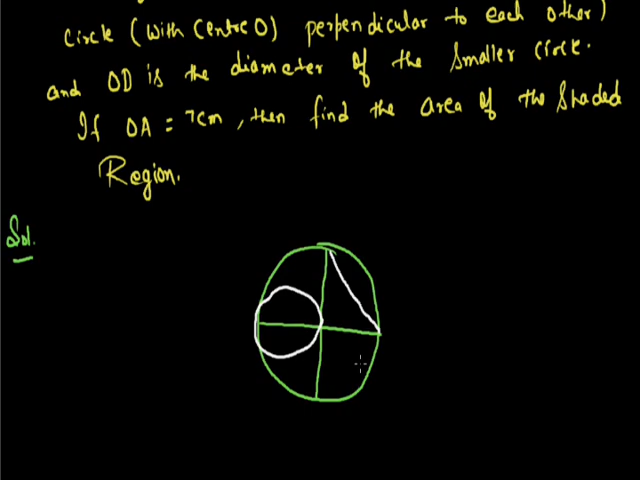 Circle (With Centre O) perpendicular to each other)
and OD is the diameter of the smaller circle.
If OA = 7cm, then find the area of the shaded
Region.
Sol.